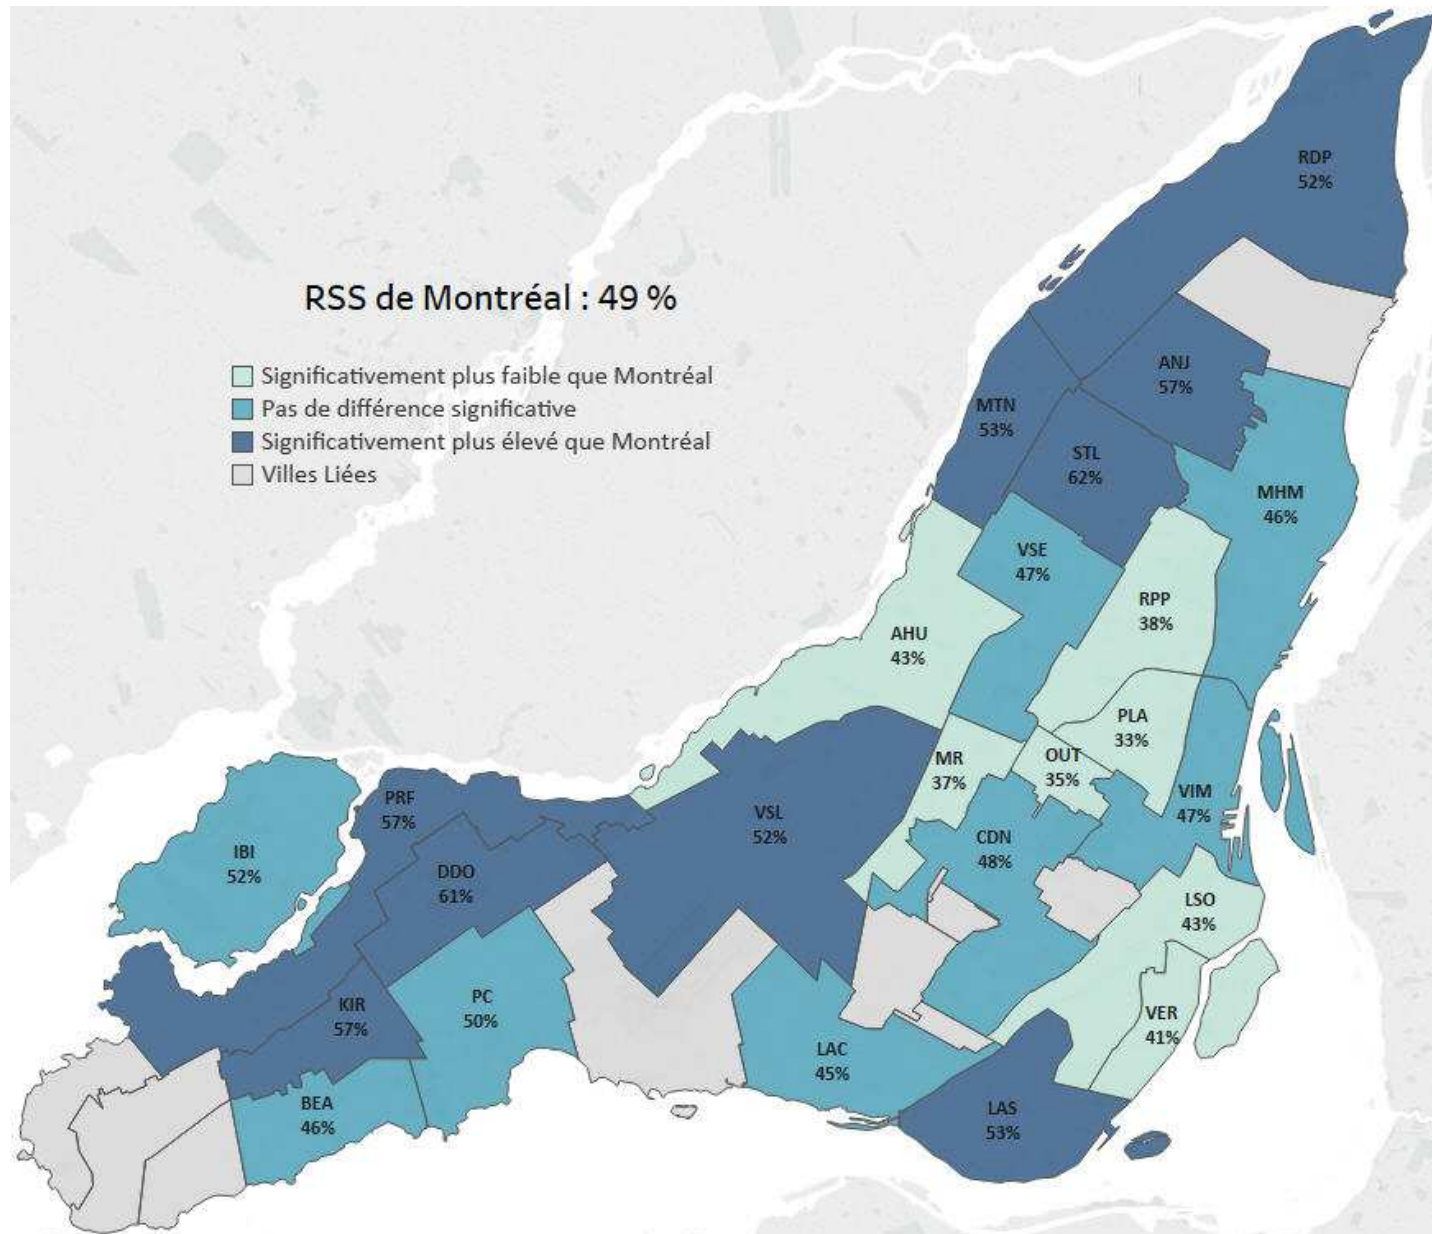 RDP
52%
RSS de Montréal : 49 %
Significativement plus faible que Montréal
Pas de différence significative
Significativement plus élevé que Montréal
Villes Liées
ANJ
57%
MTN
53%
STL
62%
MHM
46%
VSE
47%
RPP
38%
AHU
43%
PLA
33%
MR
37%
OUT
35%
VIM
47%
PRF
57%
VSL
52%
CDN
48%
IBI
52%
DDO
61%
LSO
43%
PC
50%
KIR
57%
VER
41%
LAC
45%
BEA
46%
LAS
53%